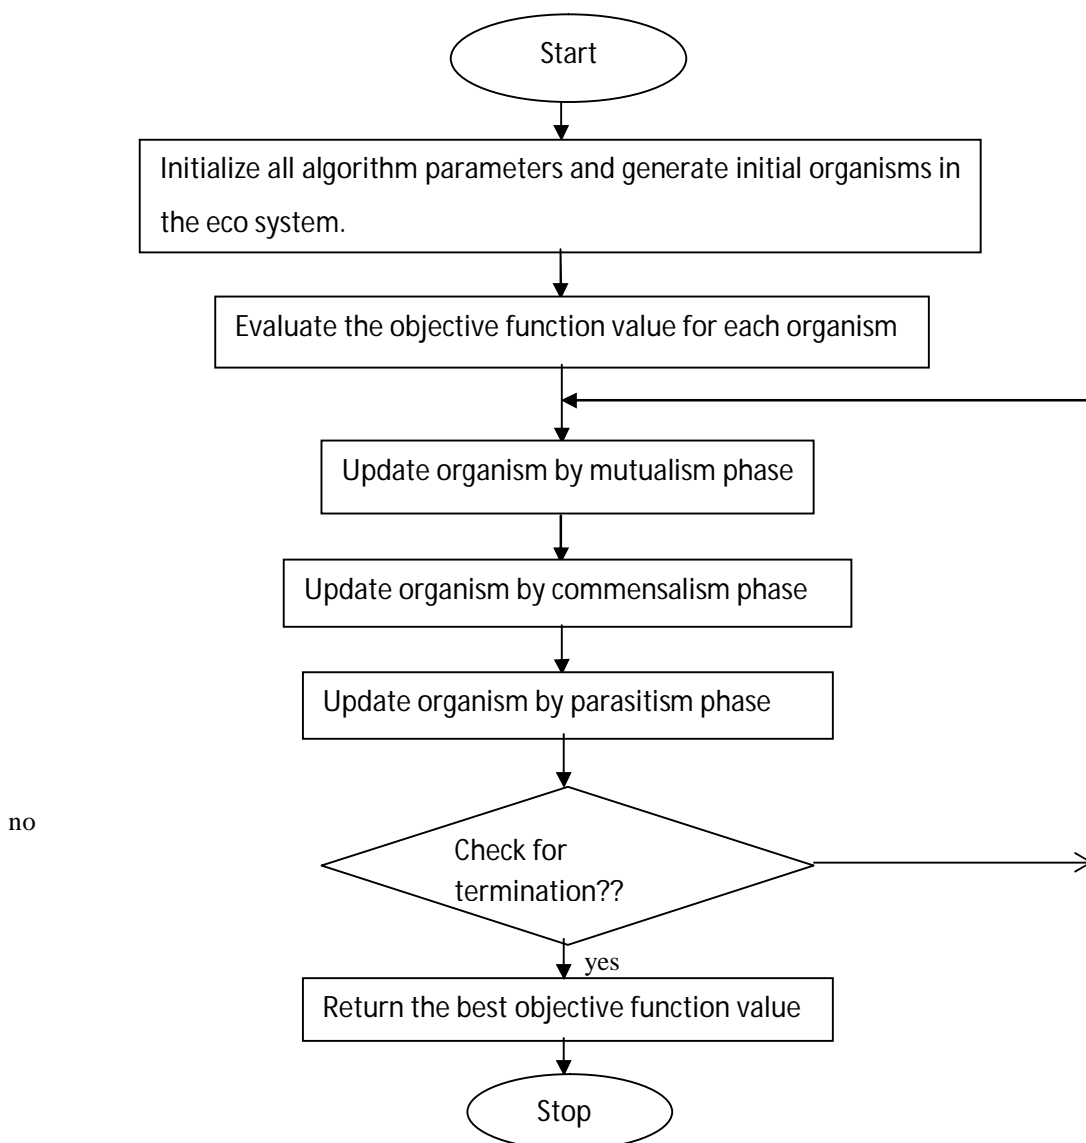 Start
Initialize all algorithm parameters and generate initial organisms in
the eco system.
Evaluate the objective function value for each organism
Update organism by mutualism phase
Update organism by commensalism phase
Update organism by parasitism phase
no
Check for
termination??
yes
Return the best objective function value
Stop